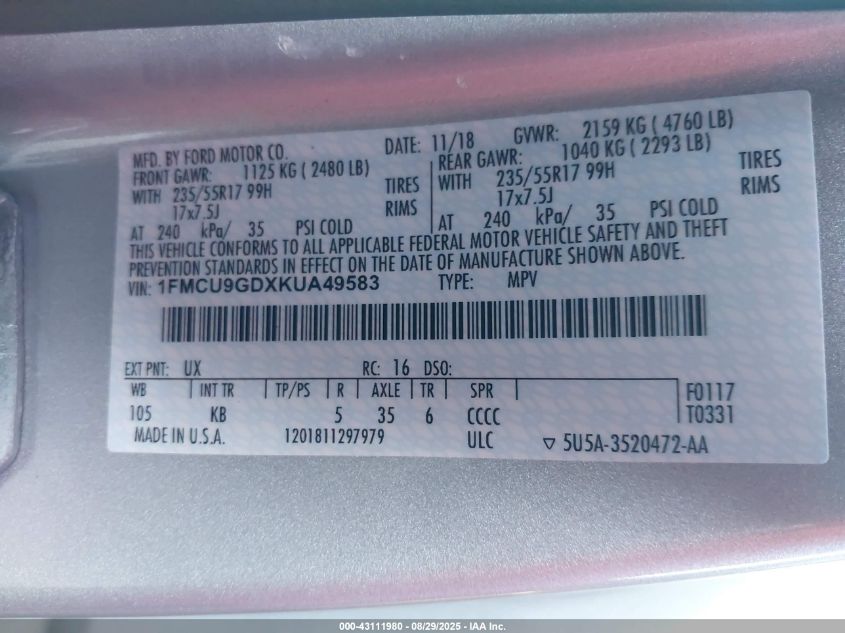 MFD. BY FORD MOTOR CO. DATE: 11/18 GVWR: 2159 KG ( 4760 LB)
FRONT GAWR: 1125 KG ( 2480 LB) REAR GAWR: 1040 KG ( 2293 LB)
WITH 235/55R17 99H TIRES WITH 235/55R17 99H TIRES
17x7.5J RIMS 17x7.5J RIMS
AT 240 kPa/ 35 PSI COLD AT 240 kPa/ 35 PSI COLD
THIS VEHICLE CONFORMS TO ALL APPLICABLE FEDERAL MOTOR VEHICLE SAFETY AND THEFT
PREVENTION STANDARDS IN EFFECT ON THE DATE OF MANUFACTURE SHOWN ABOVE.
VIN: 1FMCU9GDXKUA49583 TYPE: MPV
EXT PNT: UX RC: 16 DSO:
WB INT TR TP/PS R AXLE TR SPR F0117
105 KB 5 35 6 CCCC T0331
MADE IN U.S.A. 1201811297979 ULC ▽ 5U5A-3520472-AA
000-43111980 - 08/29/2025 - IAA Inc.